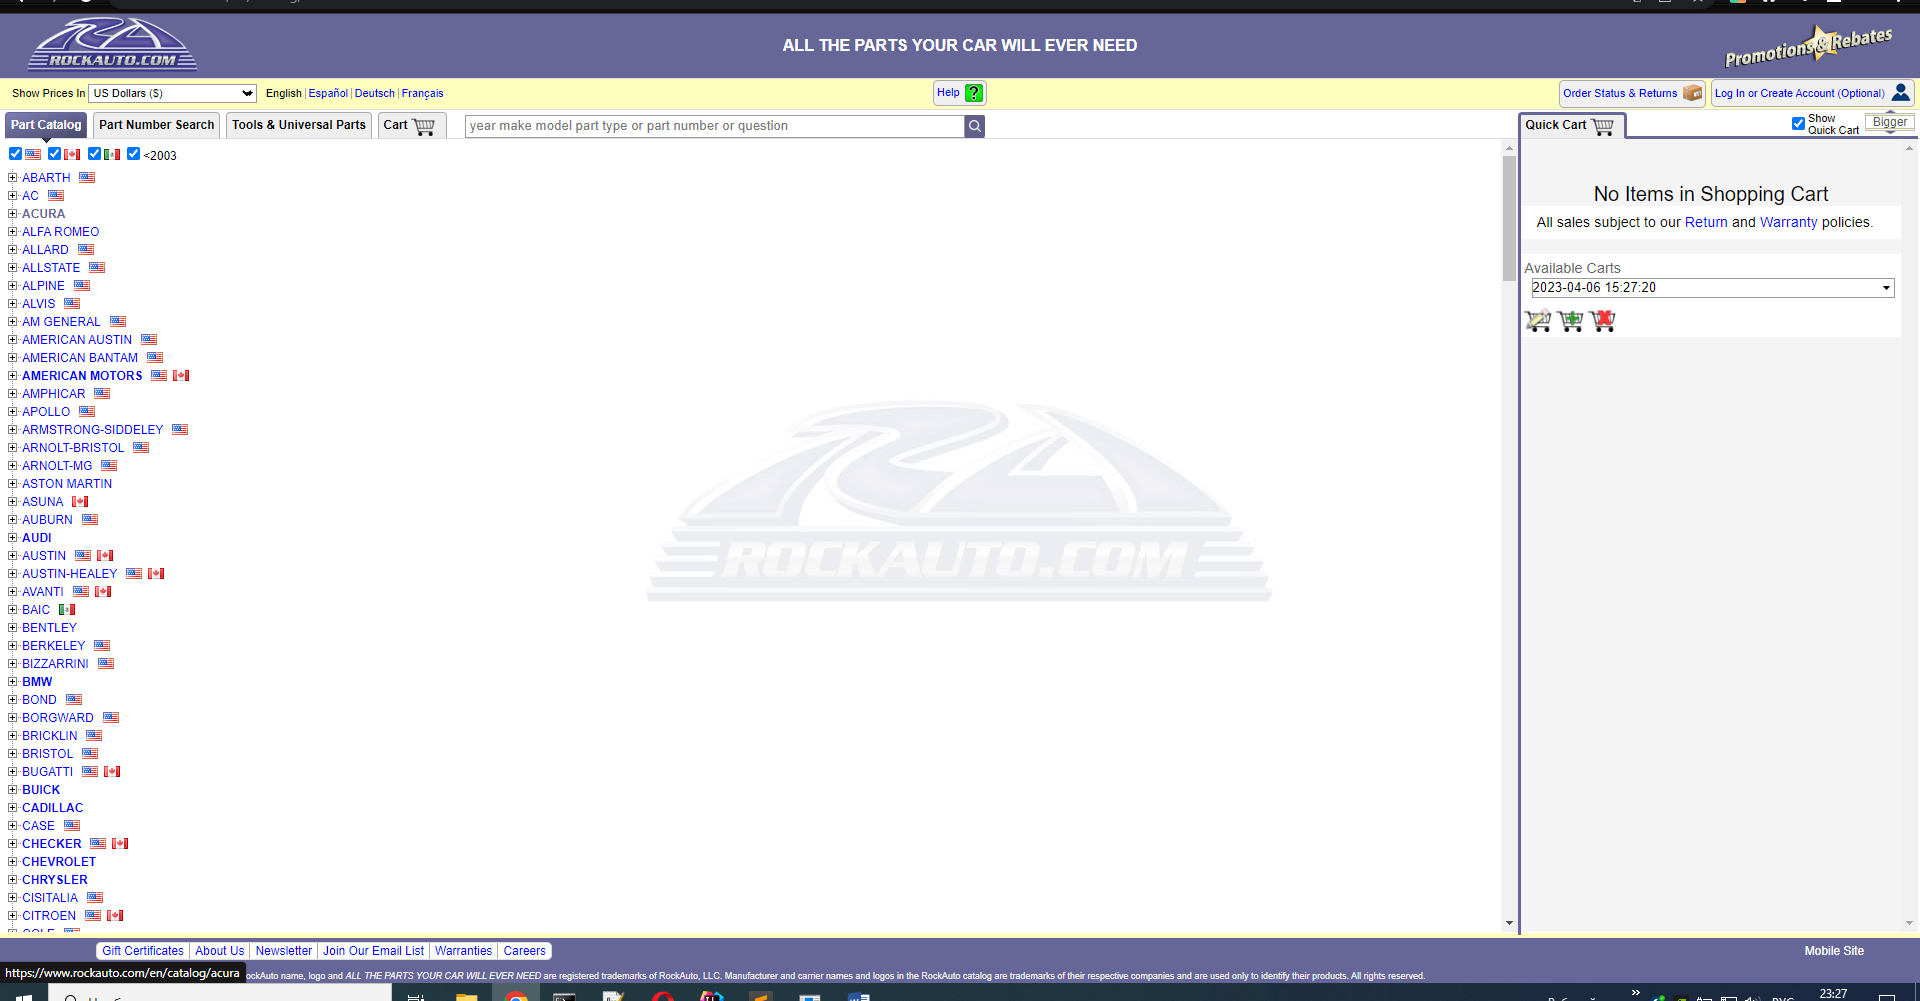 ROCKAUTO.COM
ALL THE PARTS YOUR CAR WILL EVER NEED
Promotions & Rebates
Show Prices In US Dollars ($) English Español Deutsch Français
Help ?
Order Status & Returns
Log In or Create Account (Optional)
Part Catalog Part Number Search Tools & Universal Parts Cart
year make model part type or part number or question
Quick Cart
Show
Quick Cart
Bigger
<2003
ABARTH
AC
ACURA
ALFA ROMEO
ALLARD
ALLSTATE
ALPINE
ALVIS
AM GENERAL
AMERICAN AUSTIN
AMERICAN BANTAM
AMERICAN MOTORS
AMPHICAR
APOLLO
ARMSTRONG-SIDDELEY
ARNOLT-BRISTOL
ARNOLT-MG
ASTON MARTIN
ASUNA
AUBURN
AUDI
AUSTIN
AUSTIN-HEALEY
AVANTI
BAIC
BENTLEY
BERKELEY
BIZZARRINI
BMW
BOND
BORGWARD
BRICKLIN
BRISTOL
BUGATTI
BUICK
CADILLAC
CASE
CHECKER
CHEVROLET
CHRYSLER
CISITALIA
CITROEN
ROCKAUTO.COM
No Items in Shopping Cart
All sales subject to our Return and Warranty policies.
Available Carts
2023-04-06 15:27:20
Gift Certificates About Us Newsletter Join Our Email List Warranties Careers
Mobile Site
https://www.rockauto.com/en/catalog/acura
ockAuto name, logo and ALL THE PARTS YOUR CAR WILL EVER NEED are registered trademarks of RockAuto, LLC. Manufacturer and carrier names and logos in the RockAuto catalog are trademarks of their respective companies and are used only to identify their products. All rights reserved.
23:27